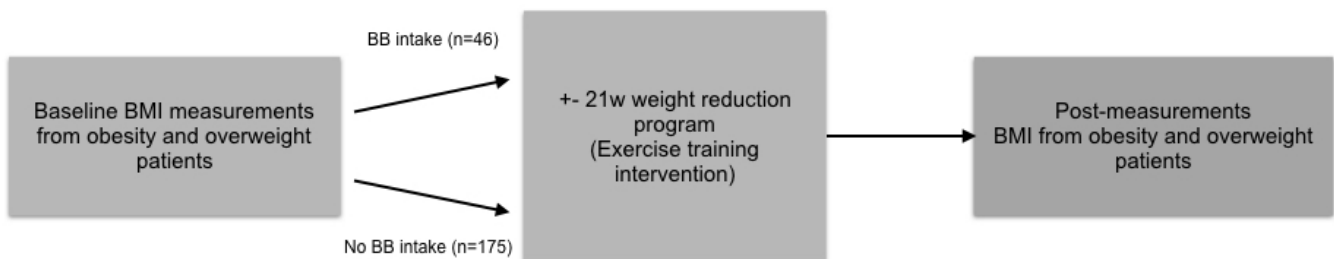 Baseline BMI measurements
from obesity and overweight
patients
BB intake (n=46)
No BB intake (n=175)
+- 21w weight reduction
program
(Exercise training
intervention)
Post-measurements
BMI from obesity and overweight
patients